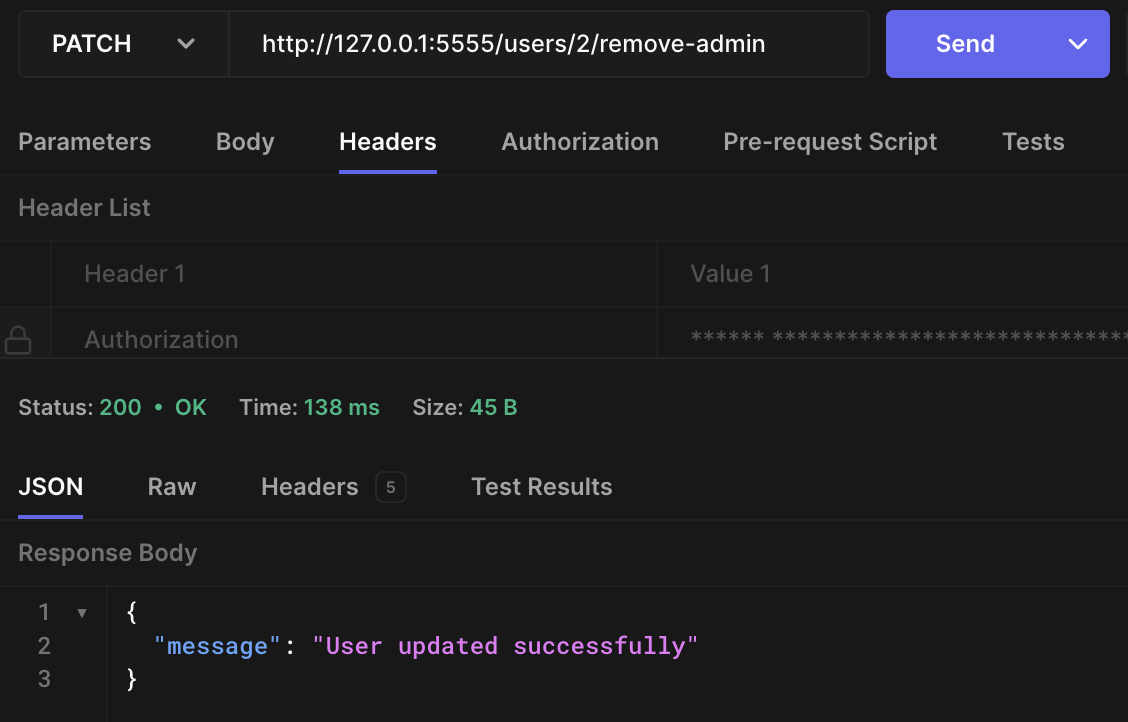 PATCH http://127.0.0.1:5555/users/2/remove-admin Send
Parameters Body Headers Authorization Pre-request Script Tests
Header List
Header 1 Value 1
Authorization ****** *****************************
Status: 200 • OK Time: 138 ms Size: 45 B
JSON Raw Headers 5 Test Results
Response Body
1 {
2 "message": "User updated successfully"
3 }